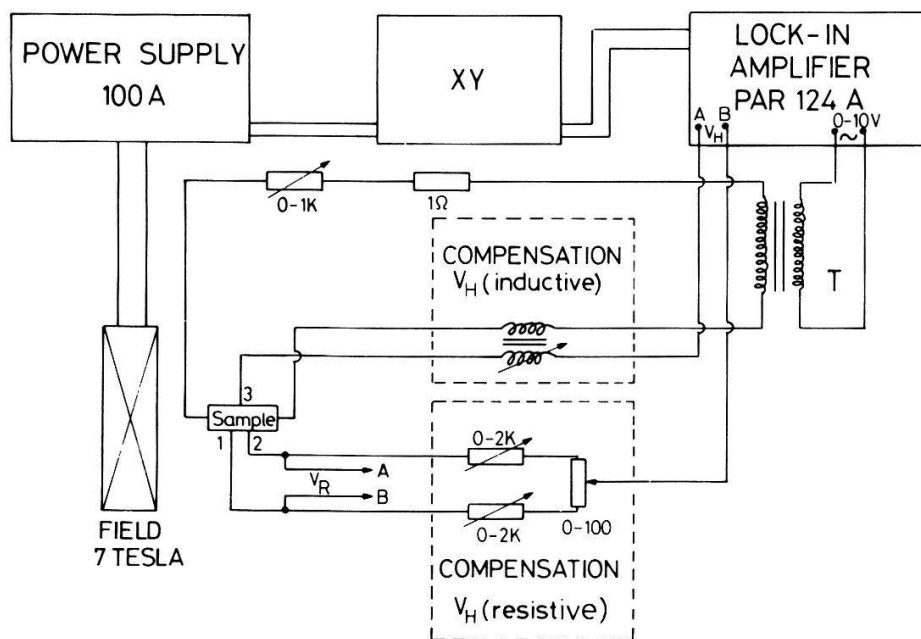 POWER SUPPLY
100 A
XY
LOCK-IN
AMPLIFIER
PAR 124 A
A B 0-10V
V_H ~
0-1K
1Ω
COMPENSATION
V_H (inductive)
T
3
Sample
1 2
0-2K
V_R A
B
0-2K
0-100
FIELD
7 TESLA
COMPENSATION
V_H (resistive)